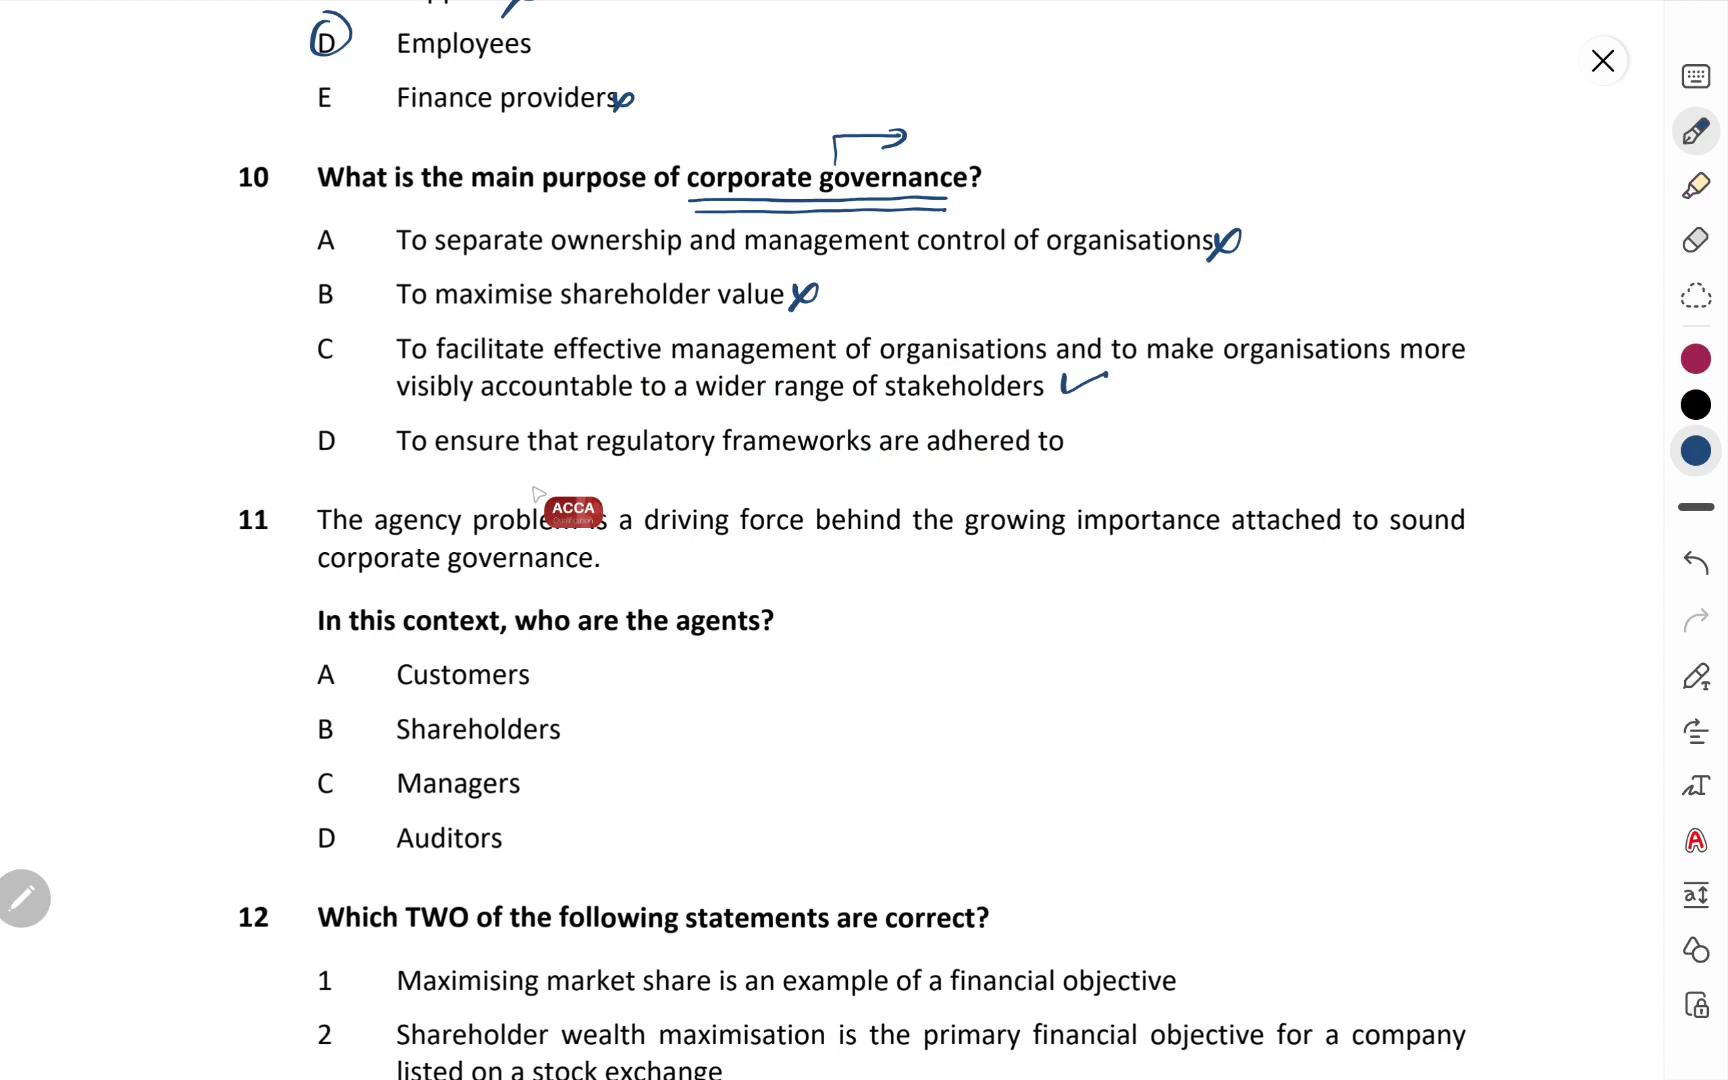 D Employees
E Finance providers
10 What is the main purpose of corporate governance?
A To separate ownership and management control of organisations
B To maximise shareholder value
C To facilitate effective management of organisations and to make organisations more
visibly accountable to a wider range of stakeholders
D To ensure that regulatory frameworks are adhered to
ACCA
Qualification
11 The agency a driving force behind the growing importance attached to sound
corporate governance.
In this context, who are the agents?
A Customers
B Shareholders
C Managers
D Auditors
12 Which TWO of the following statements are correct?
1 Maximising market share is an example of a financial objective
2 Shareholder wealth maximisation is the primary financial objective for a company
listed on a stock exchange